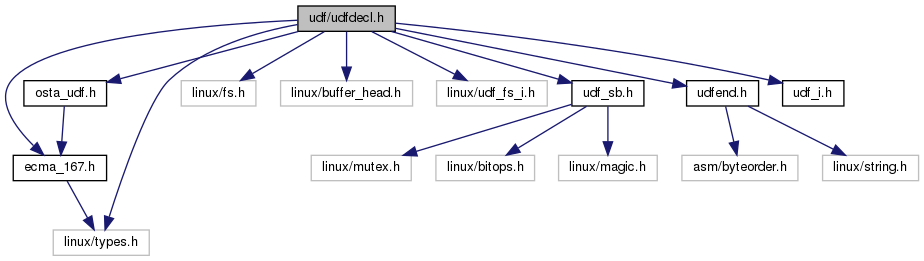 udf/udfdecl.h
osta_udf.h
linux/fs.h
linux/buffer_head.h
linux/udf_fs_i.h
udf_sb.h
udfend.h
udf_i.h
ecma_167.h
linux/mutex.h
linux/bitops.h
linux/magic.h
asm/byteorder.h
linux/string.h
linux/types.h